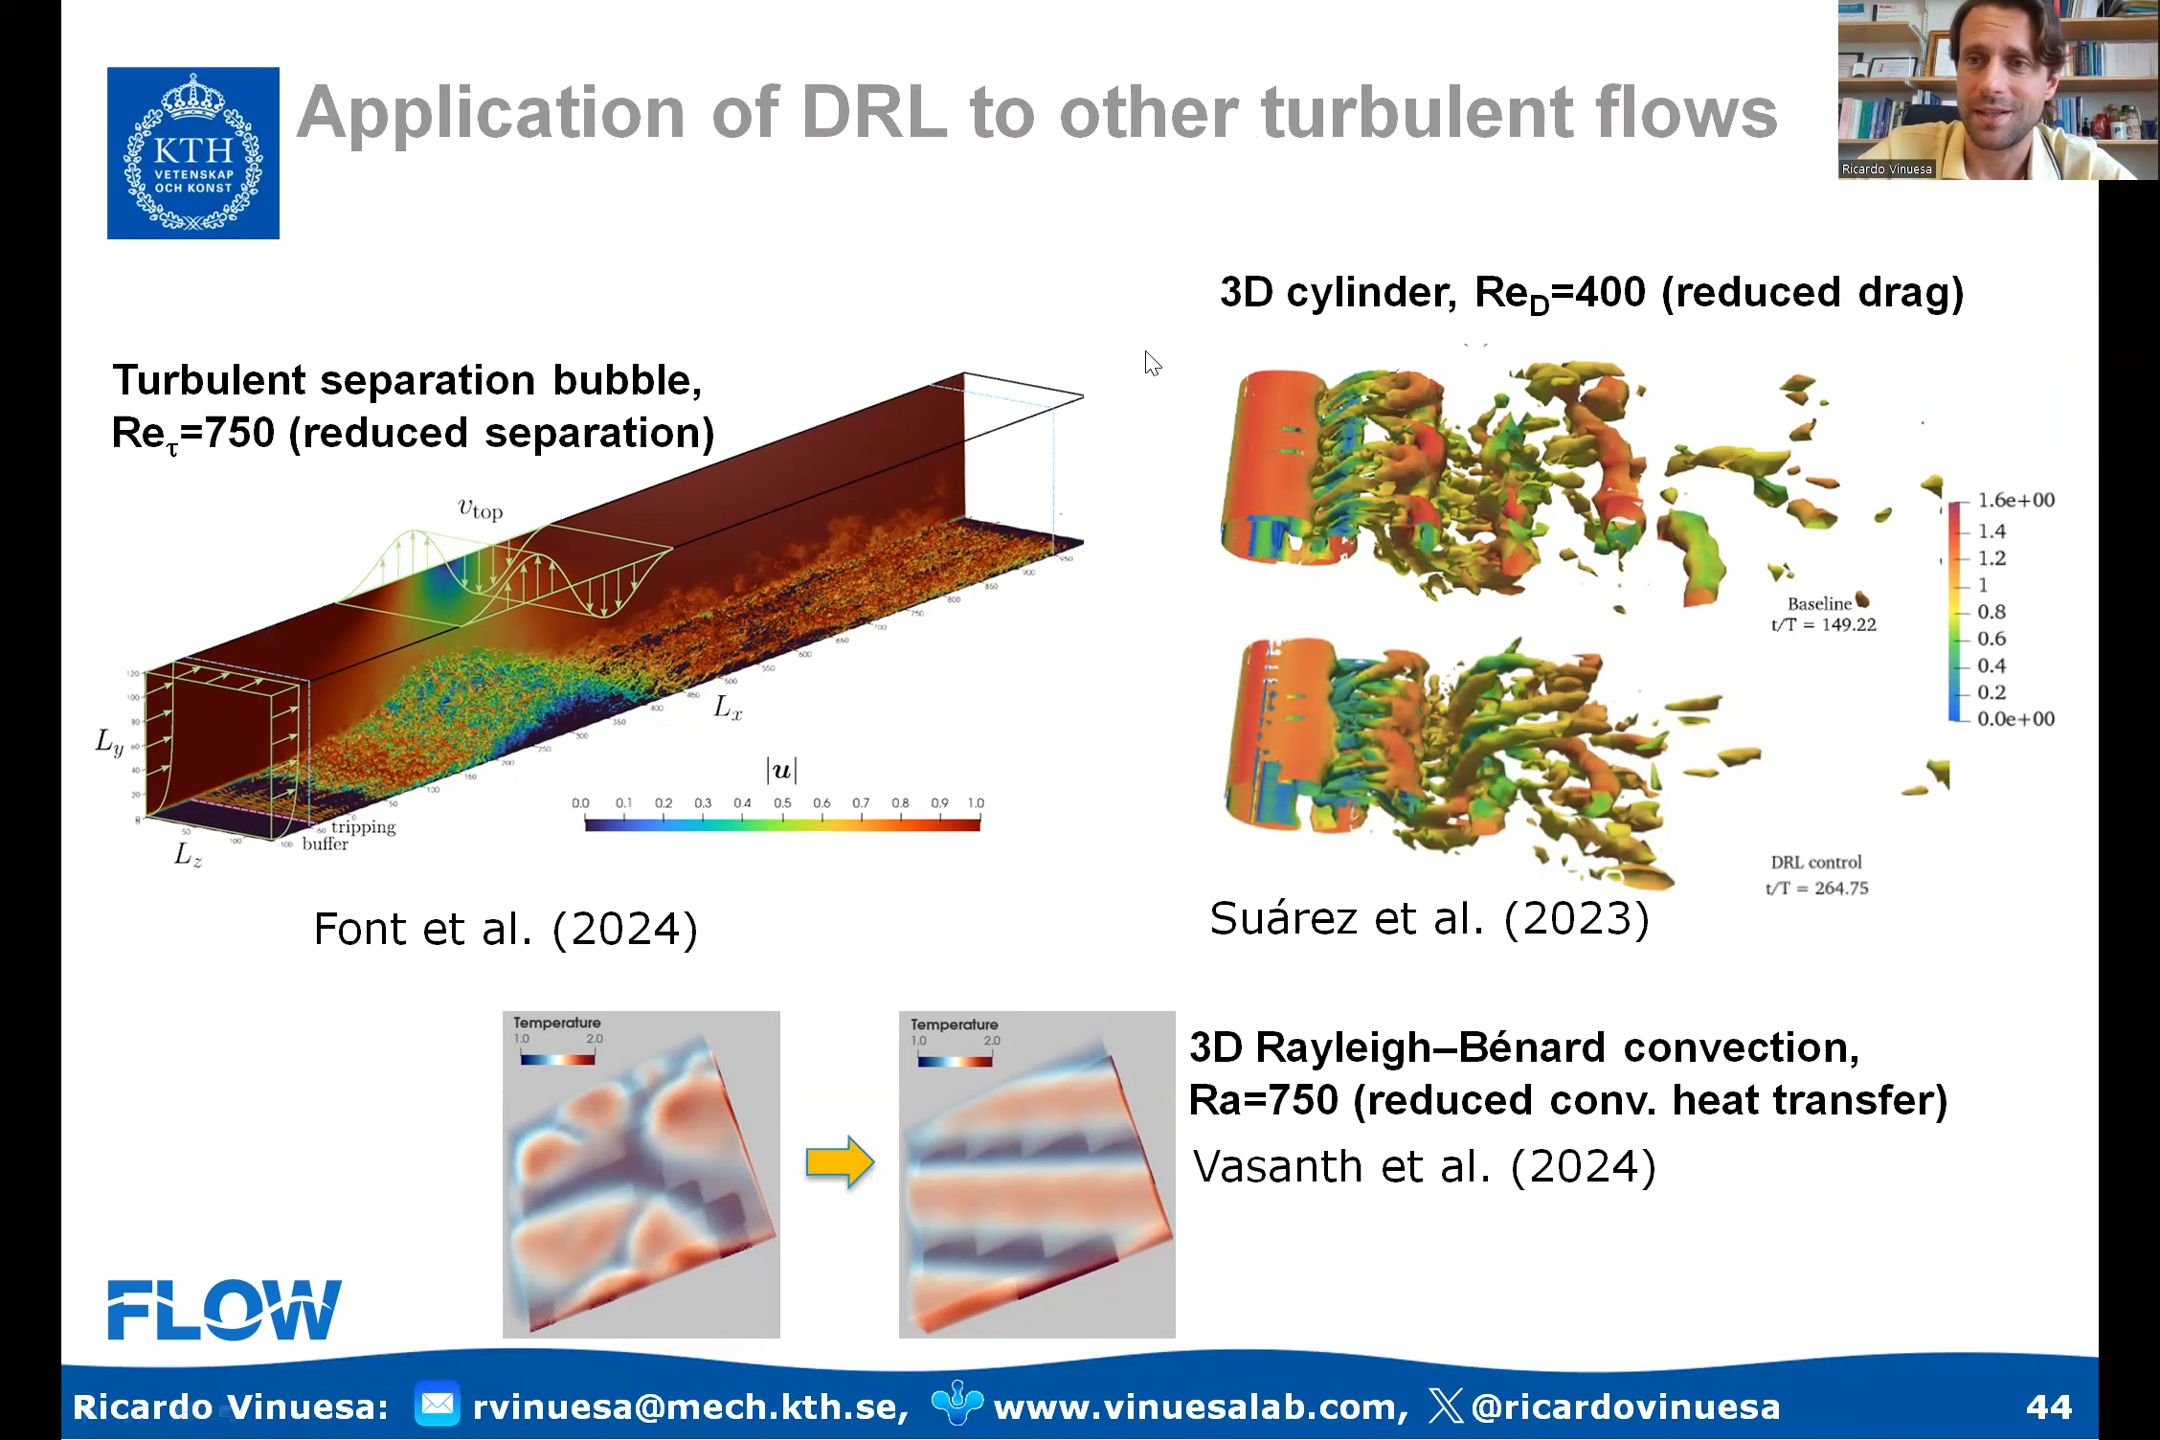 Application of DRL to other turbulent flows
KTH
VETENSKAP
OCH KONST
Ricardo Vinuesa
3D cylinder, Re_D=400 (reduced drag)
Turbulent separation bubble,
Re_τ=750 (reduced separation)
v_top
L_y
L_z
L_x
tripping
buffer
|u|
0.0 0.1 0.2 0.3 0.4 0.5 0.6 0.7 0.8 0.9 1.0
Font et al. (2024)
1.6e+00
1.4
1.2
1
0.8
0.6
0.4
0.2
0.0e+00
Baseline
t/T = 149.22
DRL control
t/T = 264.75
Suárez et al. (2023)
Temperature
1.0 2.0
Temperature
1.0 2.0
3D Rayleigh–Bénard convection,
Ra=750 (reduced conv. heat transfer)
Vasanth et al. (2024)
FLOW
Ricardo Vinuesa: rvinuesa@mech.kth.se, www.vinuesalab.com, @ricardovinuesa 44